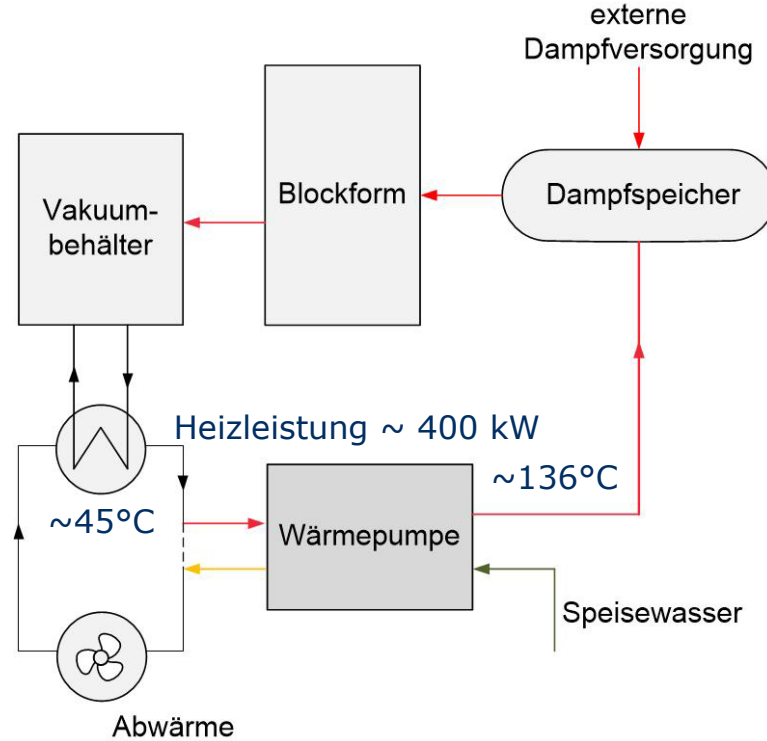 externe
Dampfversorgung
Vakuum-
behälter
Blockform
Dampfspeicher
Heizleistung ~ 400 kW
~136°C
~45°C
Wärmepumpe
Speisewasser
Abwärme